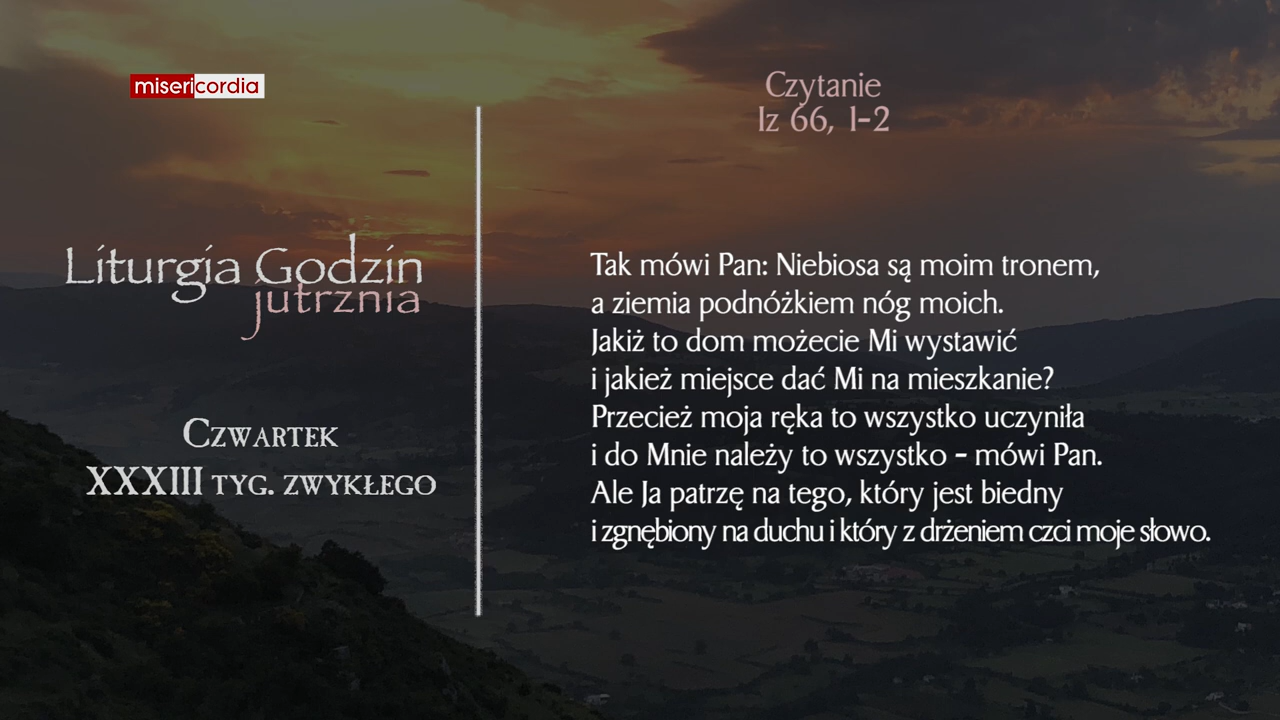 misericordia
Liturgia Godzin
jutrznia
Czwartek
XXXIII tyg. zwykłego
Czytanie
Iz 66, 1-2
Tak mówi Pan: Niebiosa są moim tronem,
a ziemia podnóżkiem nóg moich.
Jakiż to dom możecie Mi wystawić
i jakież miejsce dać Mi na mieszkanie?
Przecież moja ręka to wszystko uczyniła
i do Mnie należy to wszystko – mówi Pan.
Ale Ja patrzę na tego, który jest biedny
i zgnębiony na duchu i który z drżeniem czci moje słowo.